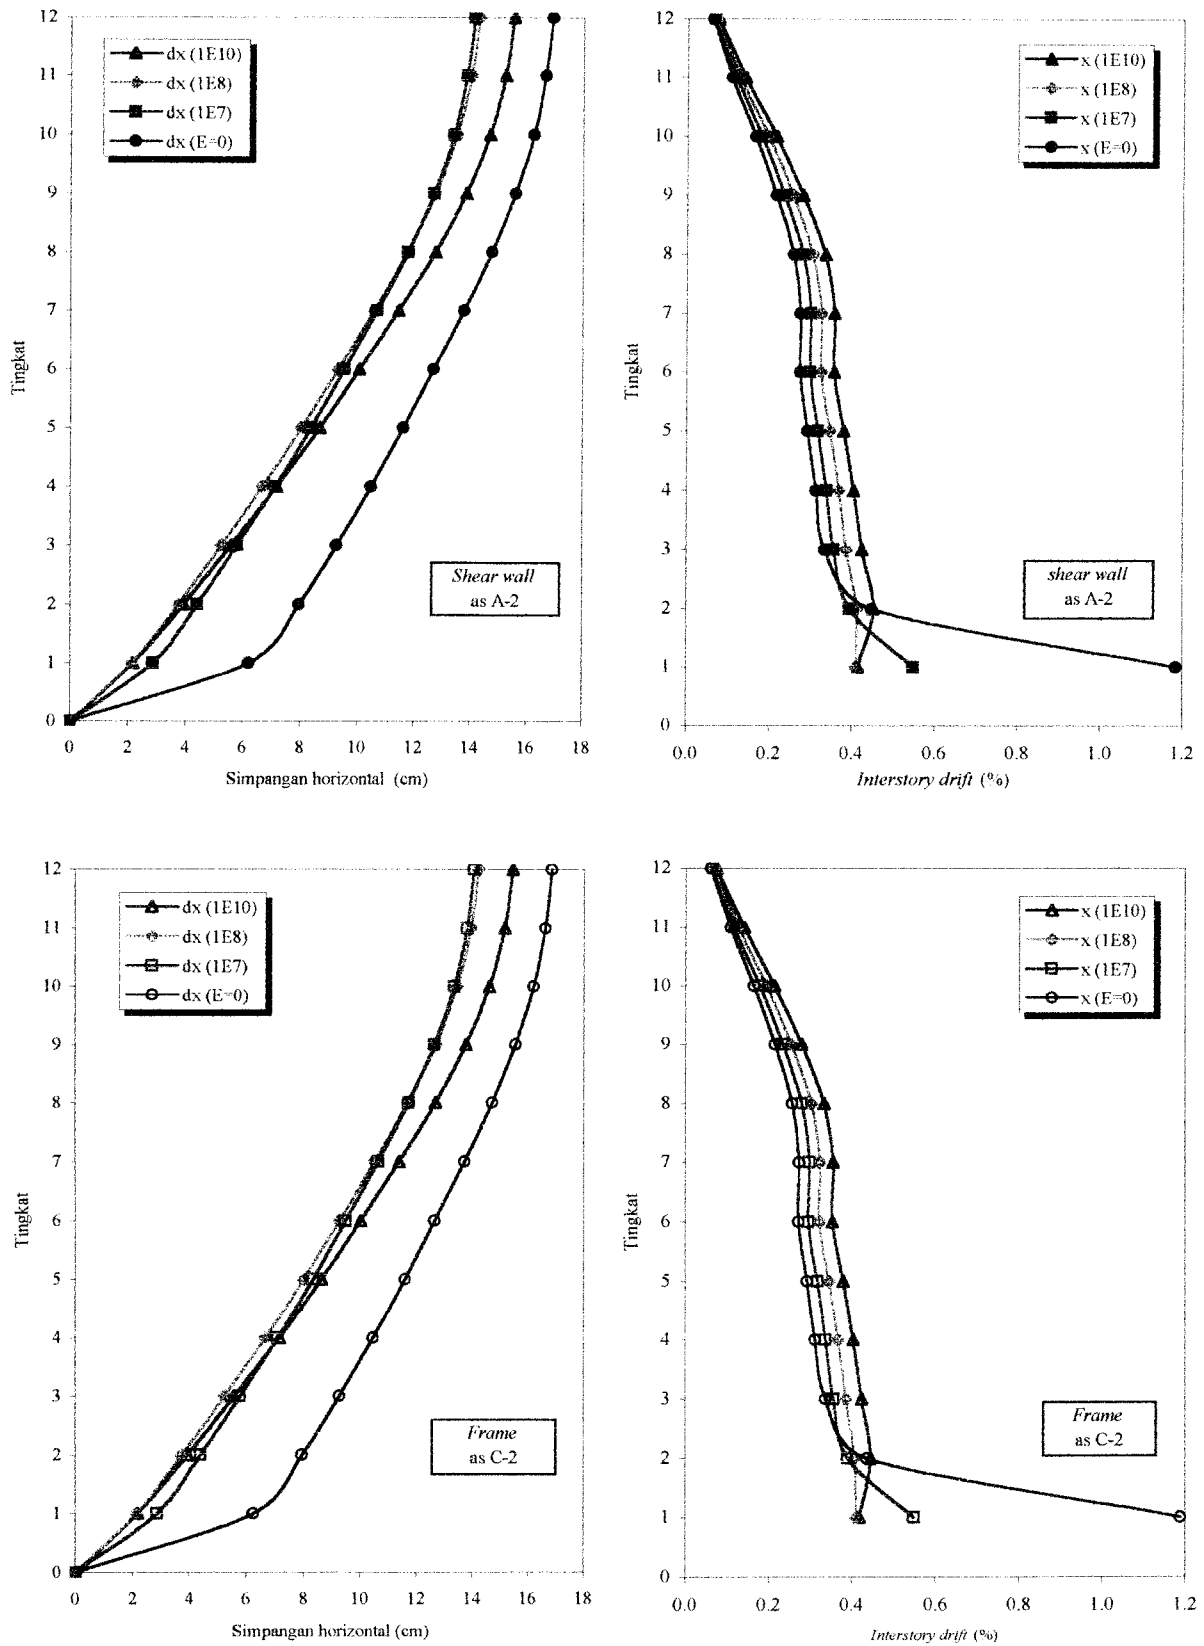 12
11
10
9
8
7
6
5
4
3
2
1
0
Tingkat
dx (1E10)
dx (1E8)
dx (1E7)
dx (E=0)
Shear wall
as A-2
0 2 4 6 8 10 12 14 16 18
Simpangan horizontal (cm)
12
11
10
9
8
7
6
5
4
3
2
1
0
Tingkat
x (1E10)
x (1E8)
x (1E7)
x (E=0)
shear wall
as A-2
0.0 0.2 0.4 0.6 0.8 1.0 1.2
Interstory drift (%)
12
11
10
9
8
7
6
5
4
3
2
1
0
Tingkat
dx (1E10)
dx (1E8)
dx (1E7)
dx (E=0)
Frame
as C-2
0 2 4 6 8 10 12 14 16 18
Simpangan horizontal (cm)
12
11
10
9
8
7
6
5
4
3
2
1
0
Tingkat
x (1E10)
x (1E8)
x (1E7)
x (E=0)
Frame
as C-2
0.0 0.2 0.4 0.6 0.8 1.0 1.2
Interstory drift (%)